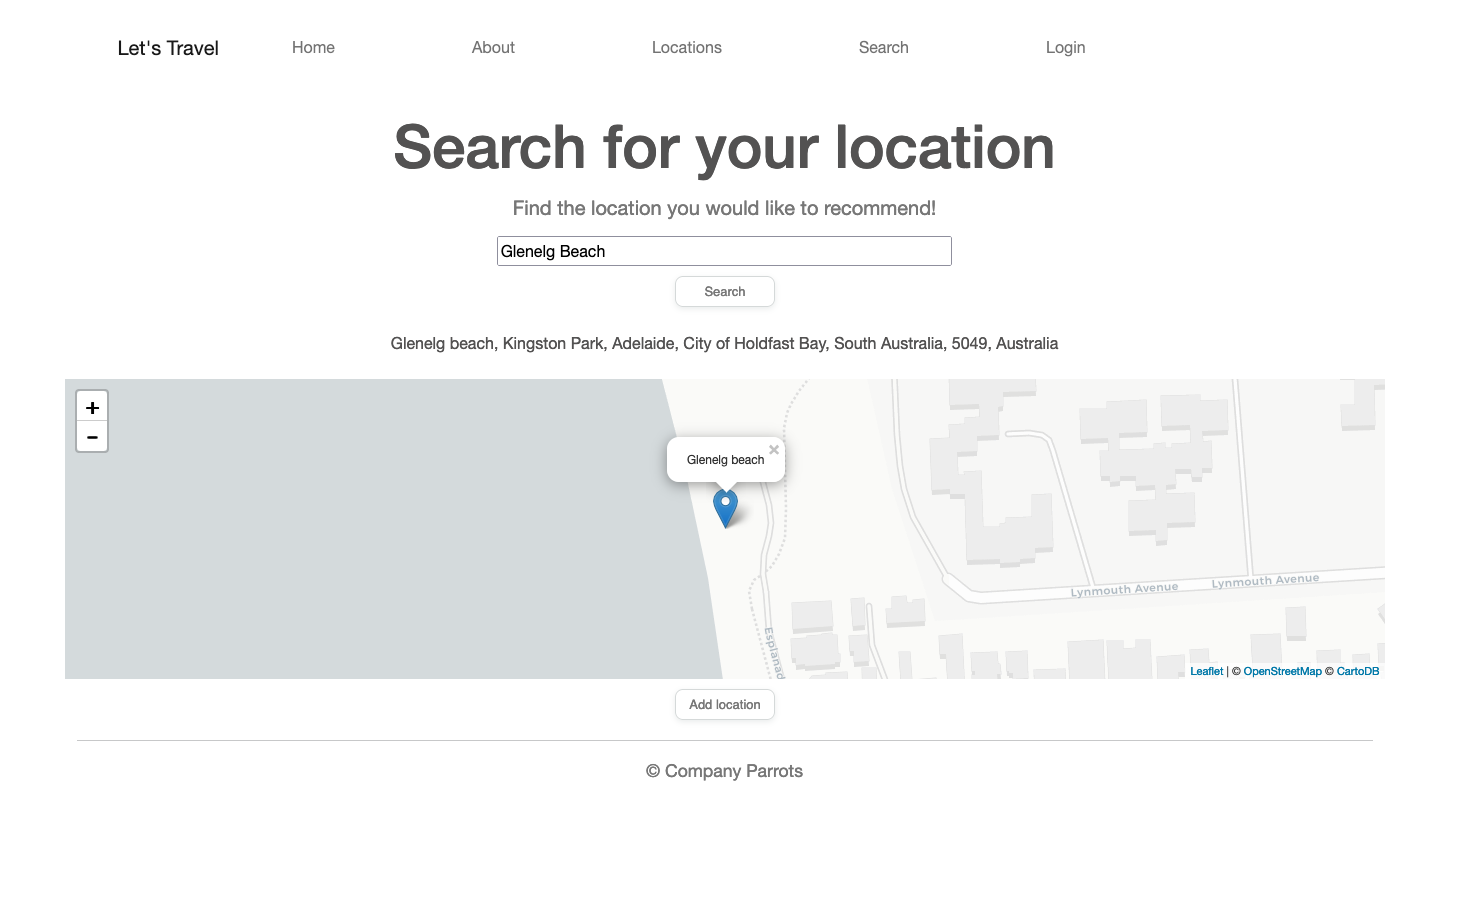 Let's Travel
Home
About
Locations
Search
Login
Search for your location
Find the location you would like to recommend!
Glenelg Beach
Search
Glenelg beach, Kingston Park, Adelaide, City of Holdfast Bay, South Australia, 5049, Australia
+
−
Glenelg beach ×
Lynmouth Avenue
Lynmouth Avenue
Esplanad
Leaflet | © OpenStreetMap © CartoDB
Add location
© Company Parrots